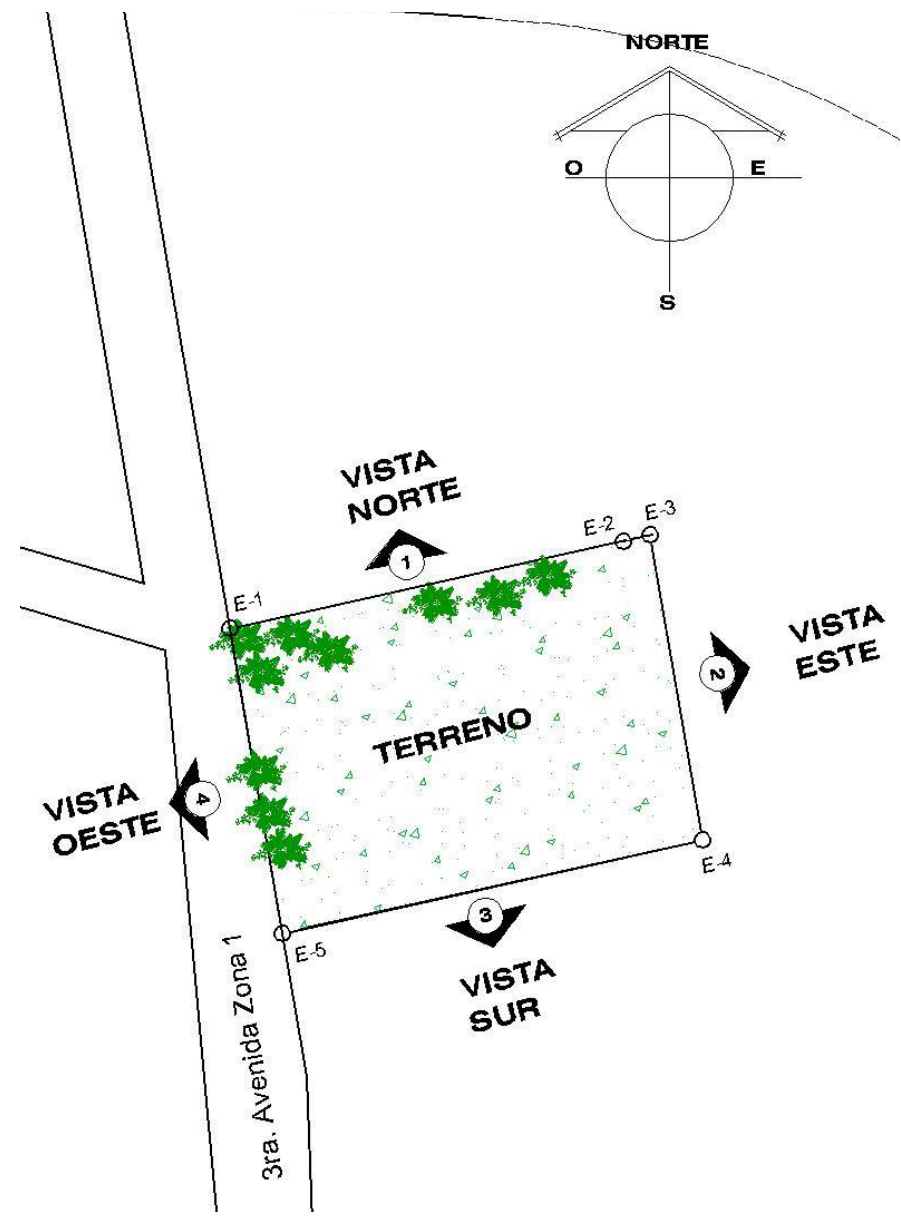 NORTE
O
E
S
VISTA
NORTE
1
E-1
E-2
E-3
VISTA
ESTE
2
TERRENO
VISTA
OESTE
4
E-4
3
E-5
VISTA
SUR
3ra. Avenida Zona 1